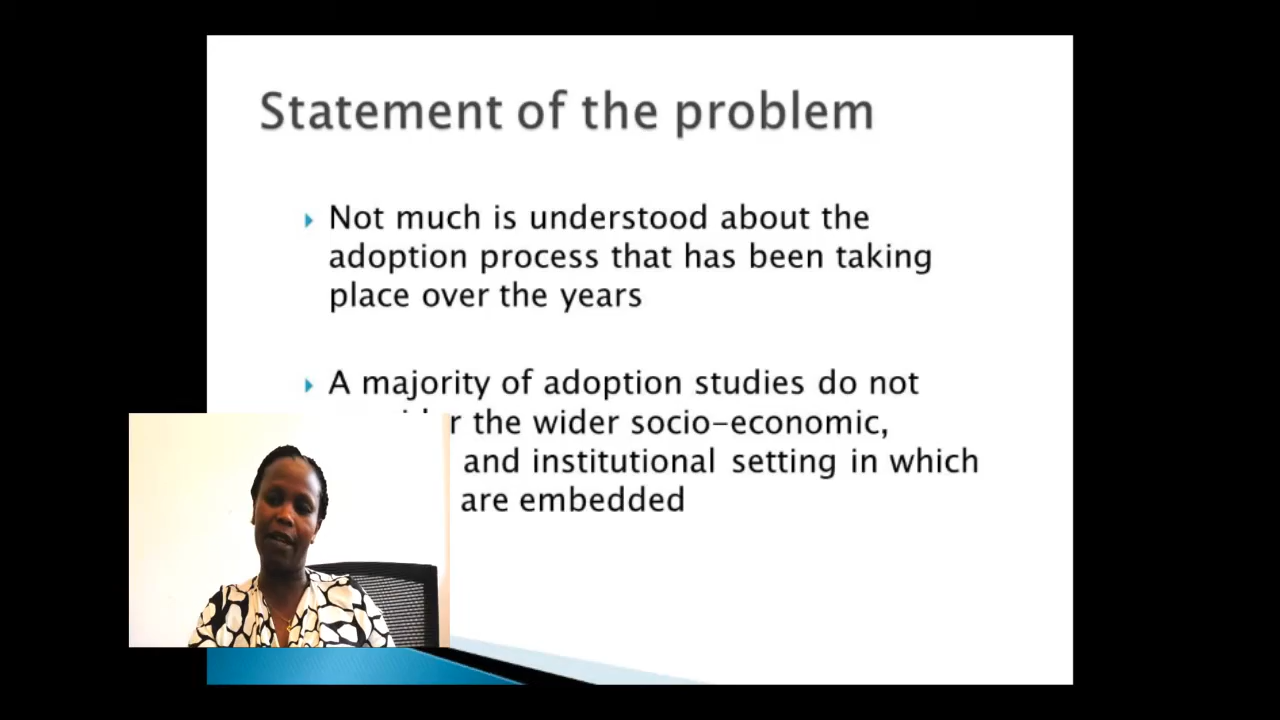 Statement of the problem
Not much is understood about the
adoption process that has been taking
place over the years
A majority of adoption studies do not
the wider socio-economic,
and institutional setting in which
are embedded